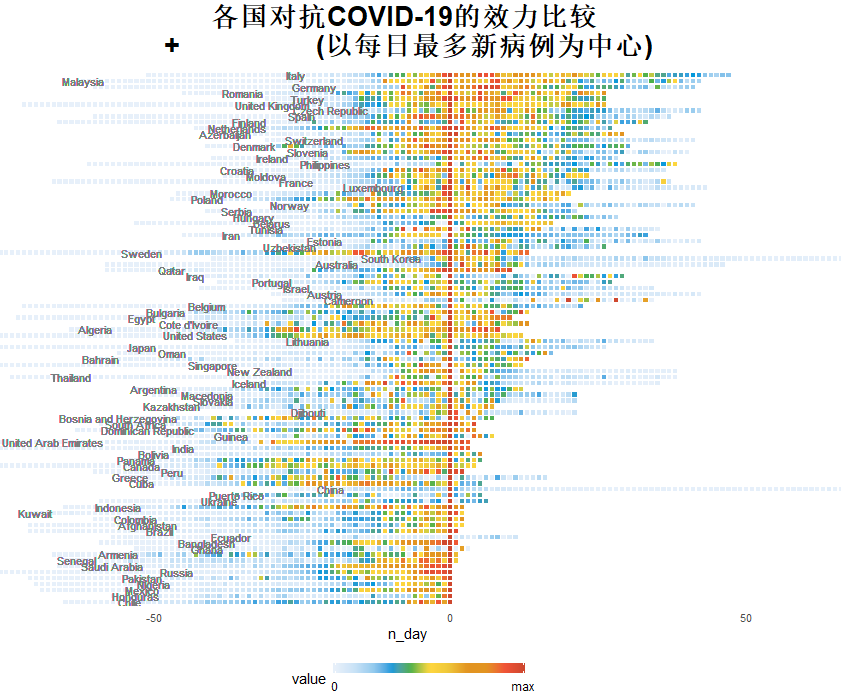 各国对抗COVID-19的效力比较
+ (以每日最多新病例为中心)
Italy
Malaysia
Germany
Romania
Turkey
United Kingdom
Czech Republic
Spain
Finland
Netherlands
Azerbaijan
Switzerland
Denmark
Slovenia
Ireland
Philippines
Croatia
Moldova
France
Luxembourg
Morocco
Poland
Norway
Serbia
Hungary
Belarus
Tunisia
Iran
Estonia
Uzbekistan
Sweden
South Korea
Australia
Qatar
Iraq
Portugal
Israel
Austria
Cameroon
Belgium
Bulgaria
Egypt
Cote d'Ivoire
Algeria
United States
Lithuania
Japan
Oman
Bahrain
Singapore
New Zealand
Thailand
Iceland
Argentina
Macedonia
Slovakia
Kazakhstan
Djibouti
Bosnia and Herzegovina
South Africa
Dominican Republic
Guinea
United Arab Emirates
India
Bolivia
Panama
Canada
Peru
Greece
Cuba
China
Puerto Rico
Ukraine
Indonesia
Kuwait
Colombia
Afghanistan
Brazil
Ecuador
Bangladesh
Ghana
Armenia
Senegal
Saudi Arabia
Russia
Pakistan
Nigeria
Mexico
Honduras
Chile
-50 0 50
n_day
value
0 max